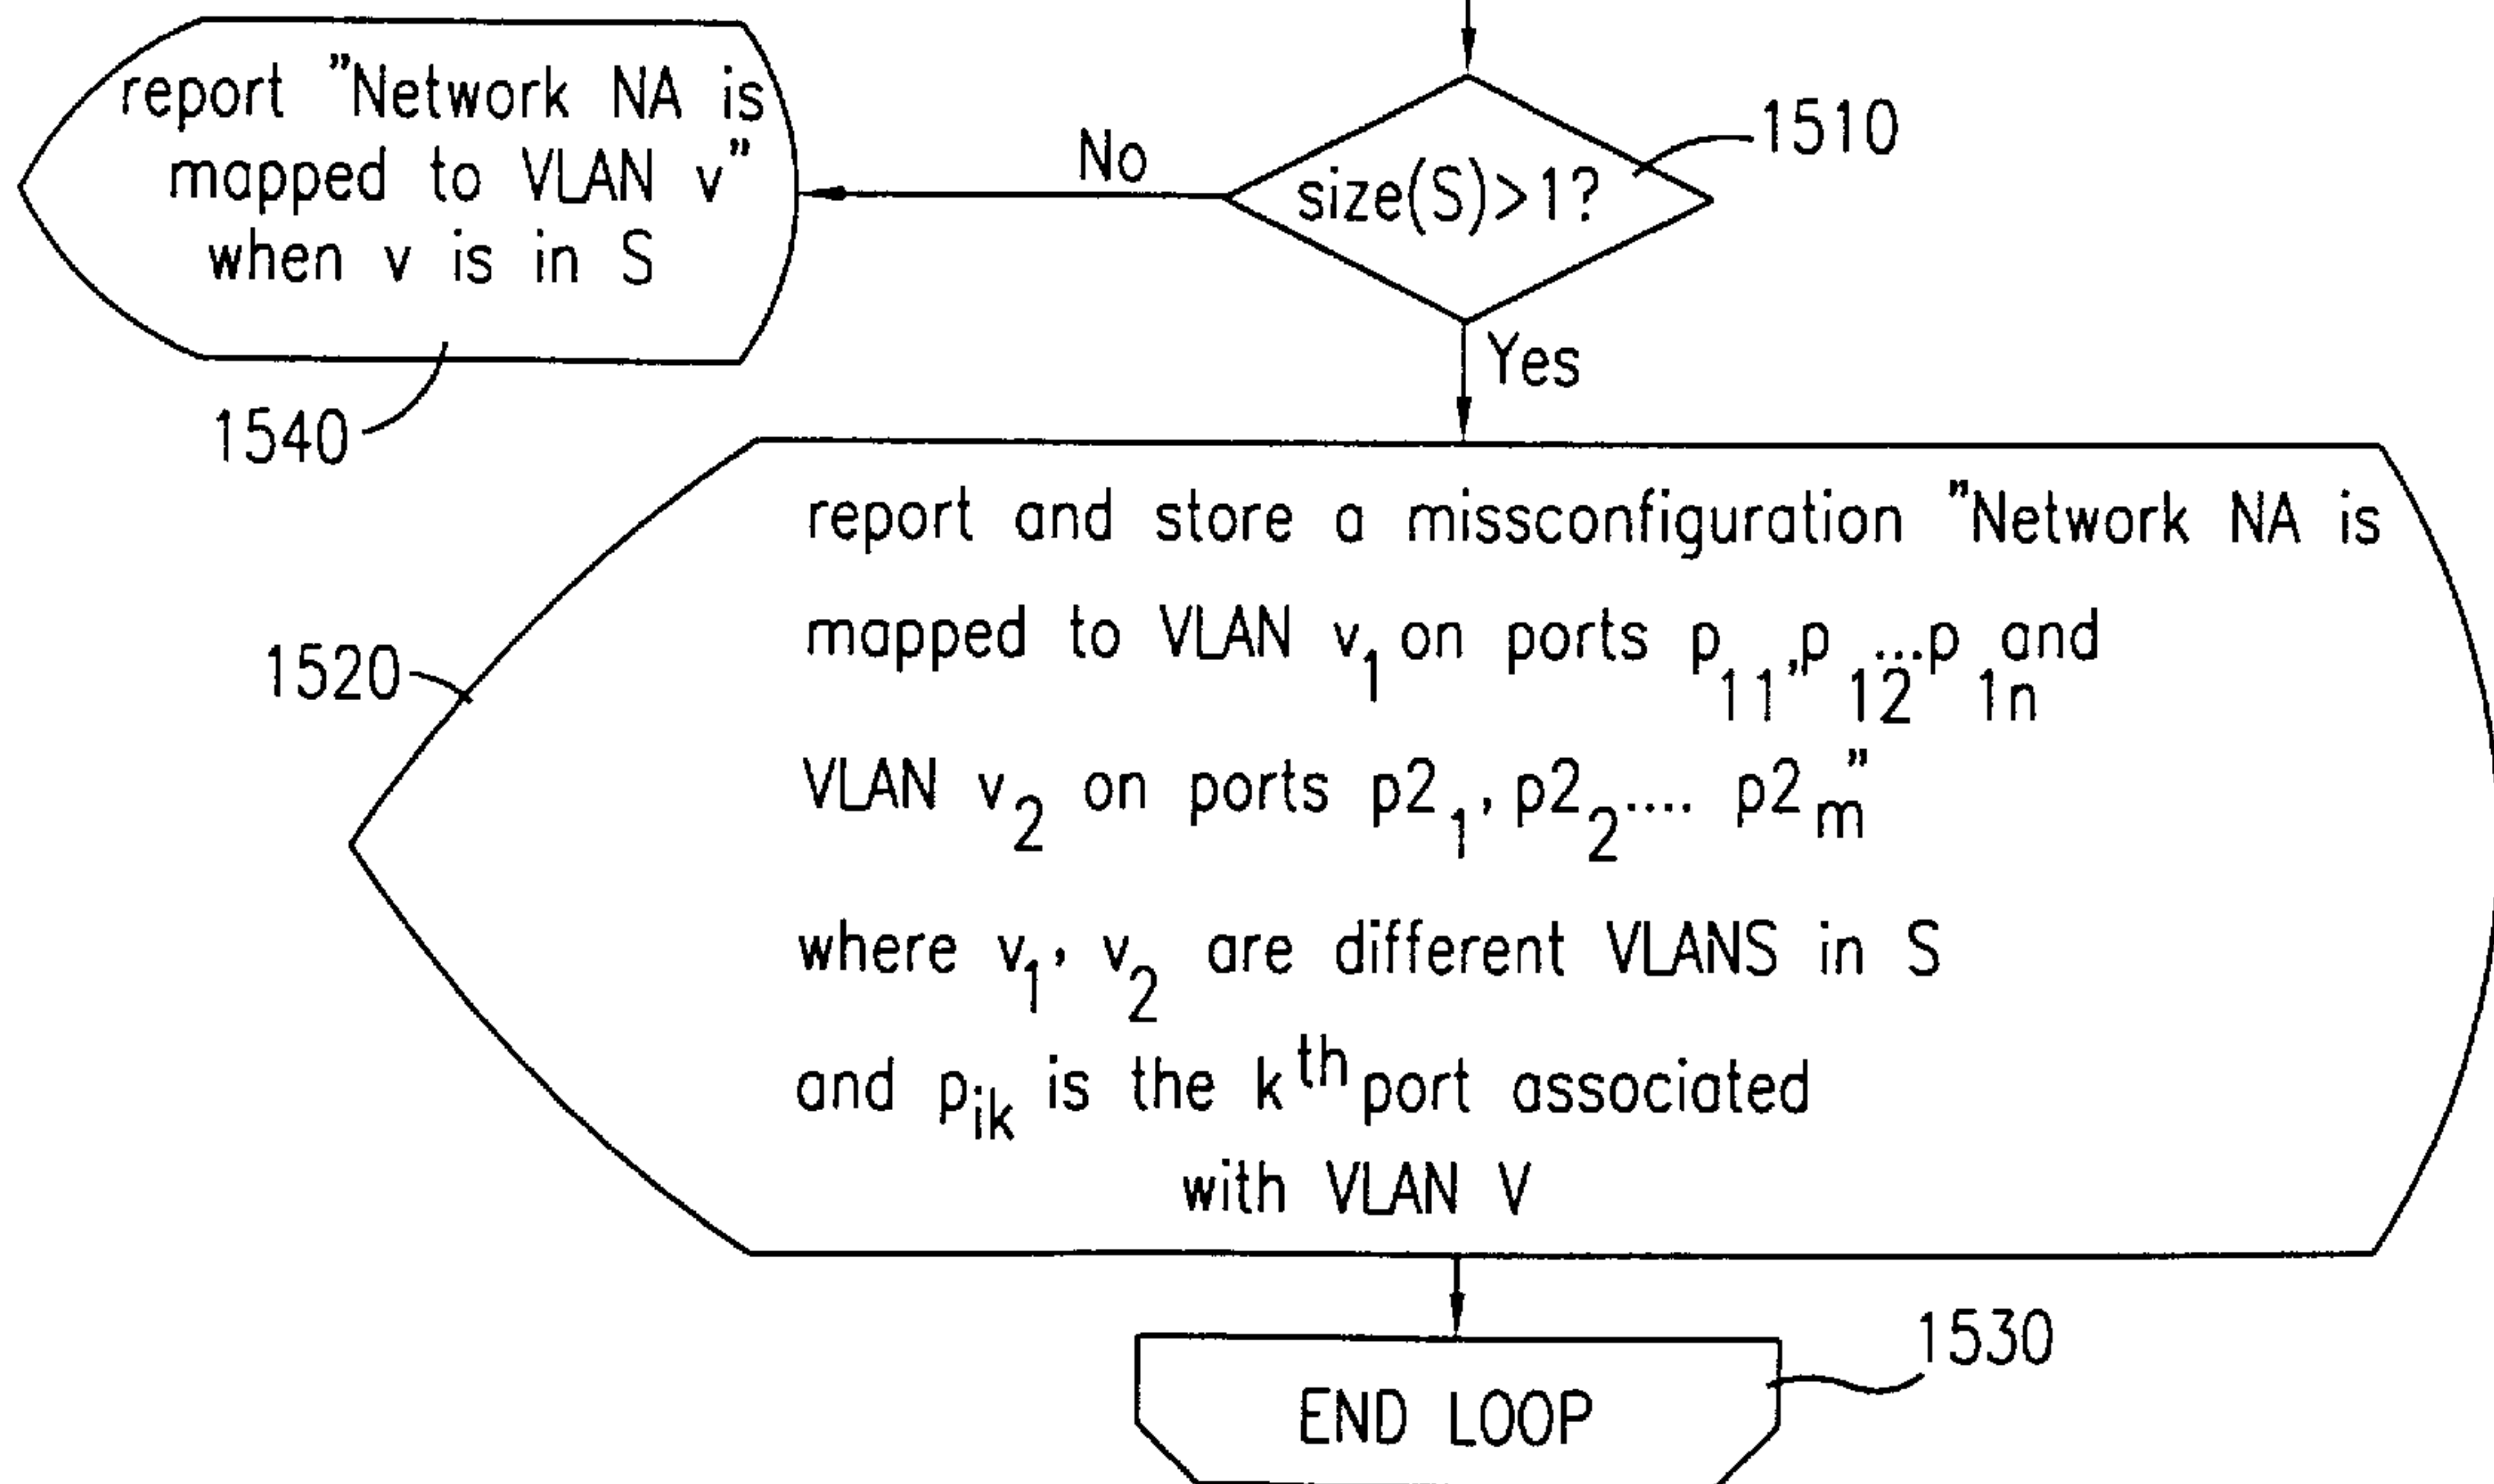 report "Network NA is
mapped to VLAN v"
when v is in S
1540
No
size(S)>1?
1510
Yes
1520
report and store a missconfiguration "Network NA is
mapped to VLAN v₁ on ports p₁₁,p₁₂...p₁ₙ and
VLAN v₂ on ports p2₁, p2₂.... p2ₘ"
where v₁, v₂ are different VLANS in S
and pᵢₖ is the kᵗʰ port associated
with VLAN V
1530
END LOOP